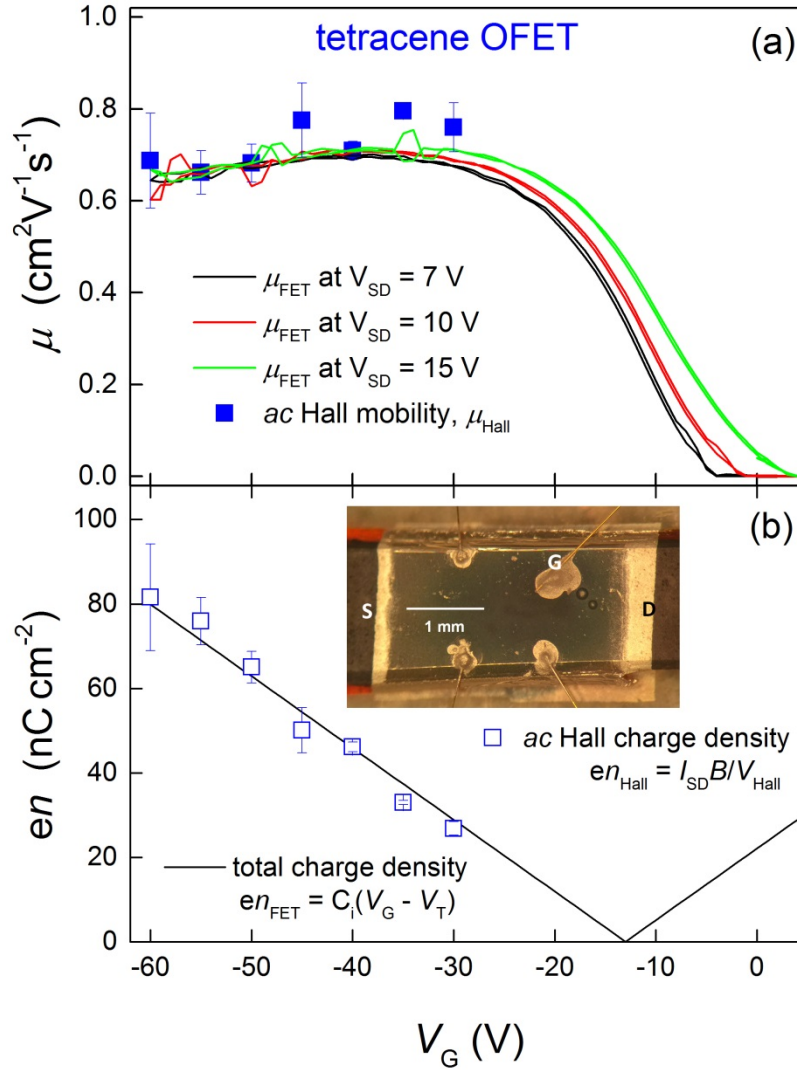 tetracene OFET
(a)
1.0
0.8
0.6
0.4
0.2
0.0
μ (cm²V⁻¹s⁻¹)
μFET at VSD = 7 V
μFET at VSD = 10 V
μFET at VSD = 15 V
ac Hall mobility, μHall
(b)
100
80
60
40
20
0
en (nC cm⁻²)
S
G
D
1 mm
ac Hall charge density
enHall = ISDB/VHall
total charge density
enFET = Ci(VG - VT)
-60 -50 -40 -30 -20 -10 0
VG (V)